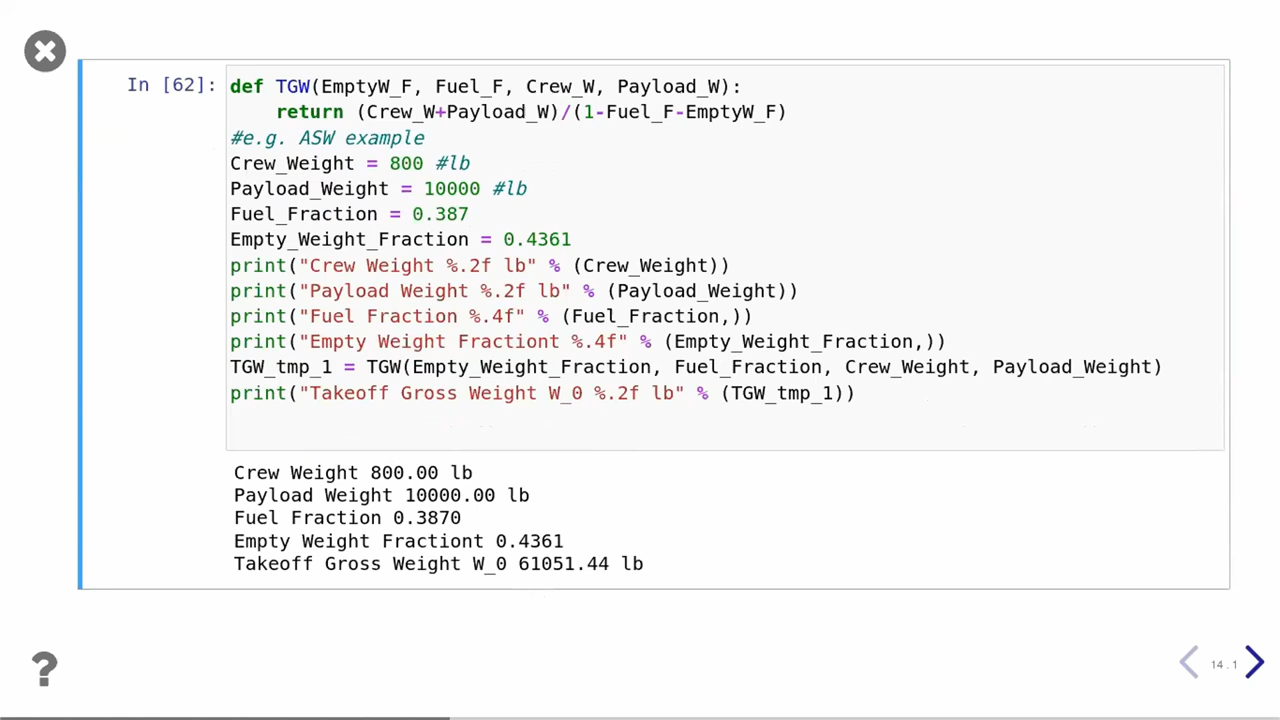 In [62]:
def TGW(EmptyW_F, Fuel_F, Crew_W, Payload_W):
    return (Crew_W+Payload_W)/(1-Fuel_F-EmptyW_F)
#e.g. ASW example
Crew_Weight = 800 #lb
Payload_Weight = 10000 #lb
Fuel_Fraction = 0.387
Empty_Weight_Fraction = 0.4361
print("Crew Weight %.2f lb" % (Crew_Weight))
print("Payload Weight %.2f lb" % (Payload_Weight))
print("Fuel Fraction %.4f" % (Fuel_Fraction,))
print("Empty Weight Fractiont %.4f" % (Empty_Weight_Fraction,))
TGW_tmp_1 = TGW(Empty_Weight_Fraction, Fuel_Fraction, Crew_Weight, Payload_Weight)
print("Takeoff Gross Weight W_0 %.2f lb" % (TGW_tmp_1))
Crew Weight 800.00 lb
Payload Weight 10000.00 lb
Fuel Fraction 0.3870
Empty Weight Fractiont 0.4361
Takeoff Gross Weight W_0 61051.44 lb
?
14.1